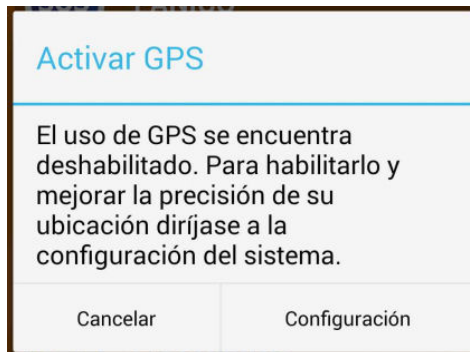 Activar GPS
El uso de GPS se encuentra
deshabilitado. Para habilitarlo y
mejorar la precisión de su
ubicación diríjase a la
configuración del sistema.
Cancelar Configuración